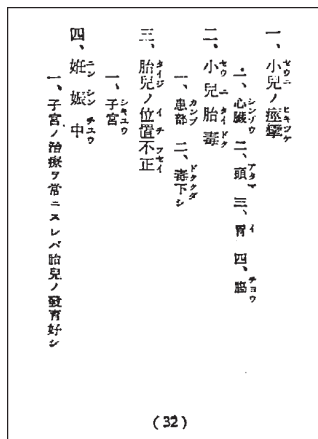 一、小兒ノ痙攣
一、心臟 二、頭 三、胃 四、腸
二、小兒胎毒
一、患部 二、毒下シ
三、胎兒ノ位置不正
一、子宮
四、妊娠中
一、子宮ノ治療ヲ常ニスレバ胎兒ノ發育好シ
(32)